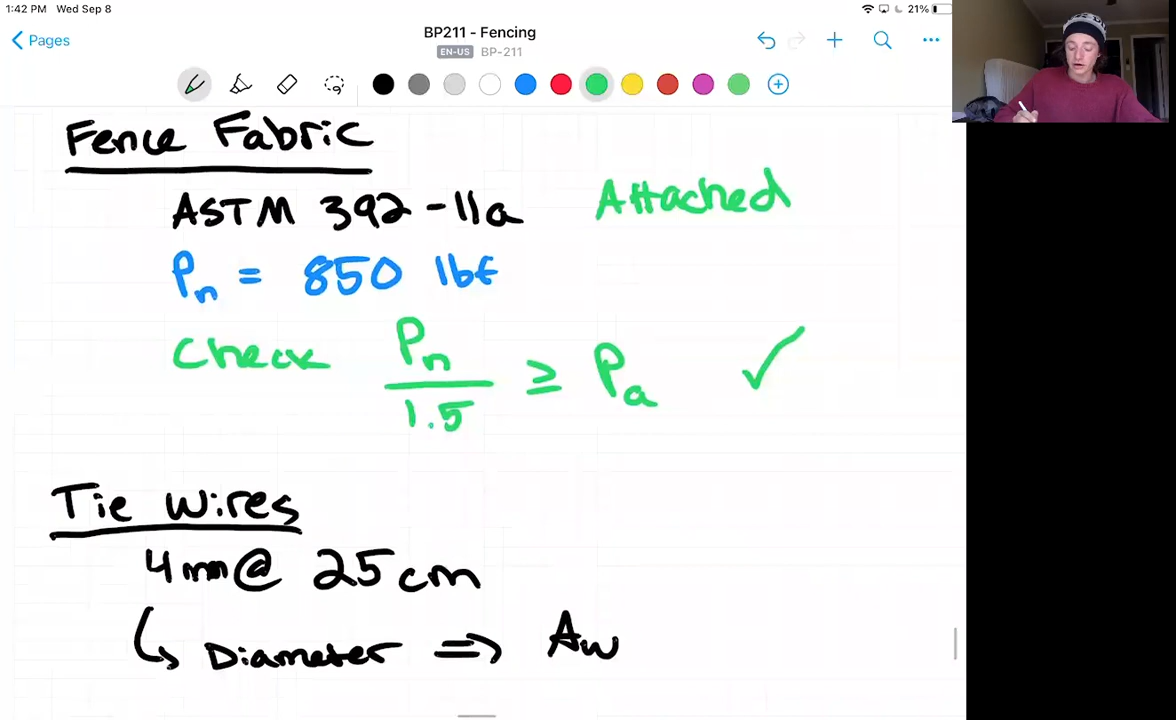 1:42 PM Wed Sep 8
21%
Pages
BP211 - Fencing
EN-US BP-211
Fence Fabric
ASTM 392 -11a Attached
Pn = 850 lbf
Check Pn / 1.5 ≥ Pa ✓
Tie Wires
4mm@ 25cm
↳ Diameter => Aw